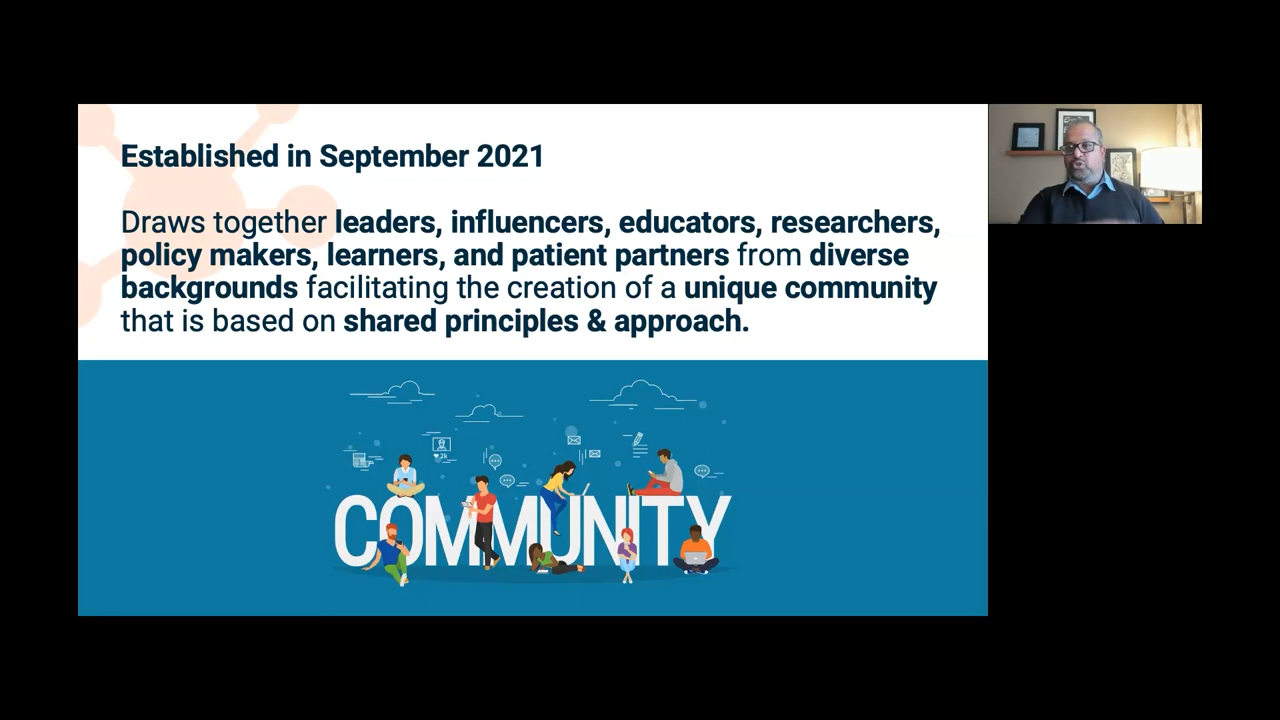 Established in September 2021
Draws together leaders, influencers, educators, researchers,
policy makers, learners, and patient partners from diverse
backgrounds facilitating the creation of a unique community
that is based on shared principles & approach.
2k
COMMUNITY